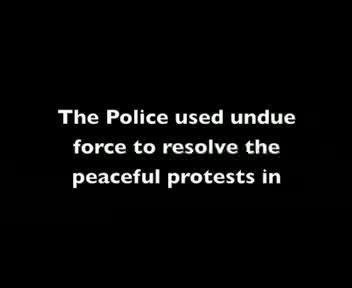 The Police used undue
force to resolve the
peaceful protests in